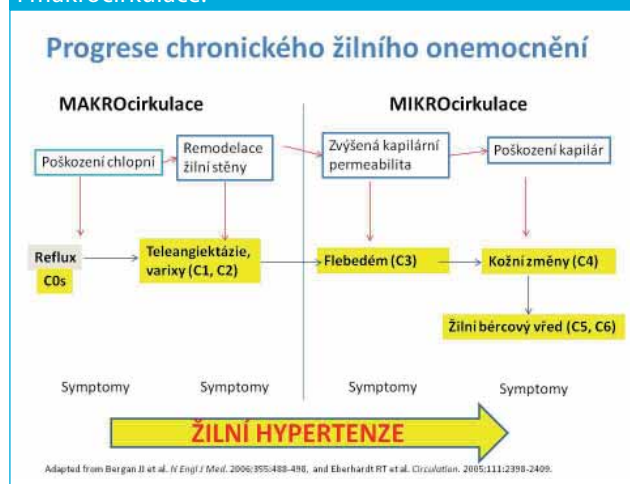 i makrocirkulace.
Progrese chronického žilního onemocnění
MAKROcirkulace
MIKROcirkulace
Poškození chlopní
Remodelace
žilní stěny
Zvýšená kapilární
permeabilita
Poškození kapilár
Reflux
C0s
Teleangiektázie,
varixy (C1, C2)
Flebedém (C3)
Kožní změny (C4)
Žilní bércový vřed (C5, C6)
Symptomy
Symptomy
Symptomy
Symptomy
ŽILNÍ HYPERTENZE
Adapted from Bergan JJ et al. N Engl J Med. 2006;355:488-498, and Eberhardt RT et al. Circulation. 2005;111:2398-2409.